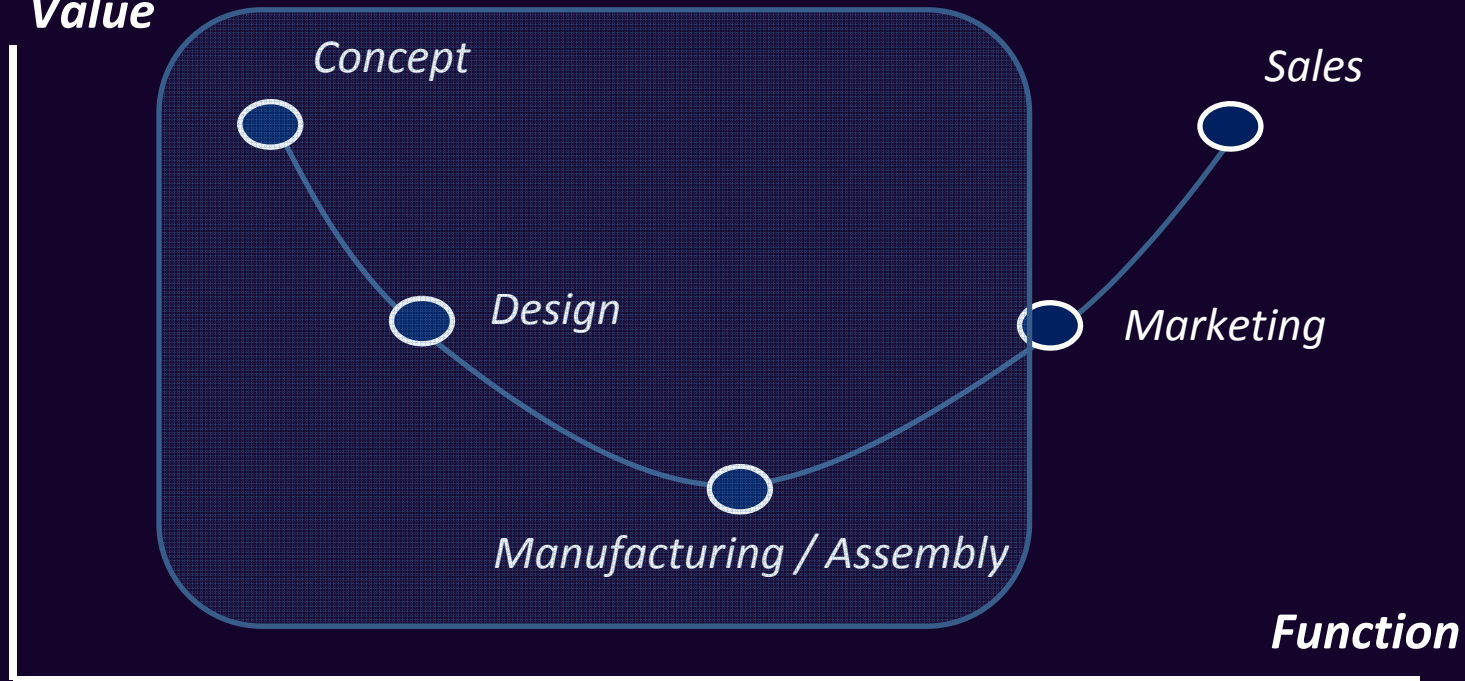 Value
Concept
Sales
Design
Marketing
Manufacturing / Assembly
Function